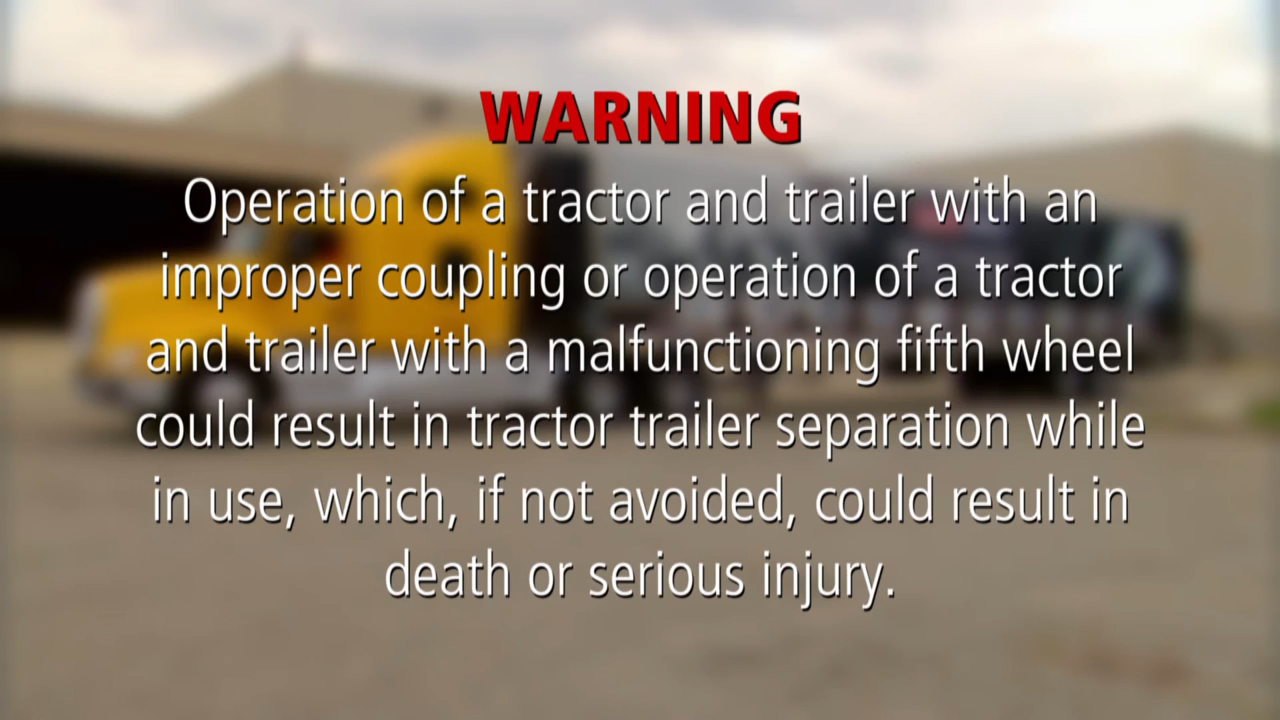 WARNING
Operation of a tractor and trailer with an
improper coupling or operation of a tractor
and trailer with a malfunctioning fifth wheel
could result in tractor trailer separation while
in use, which, if not avoided, could result in
death or serious injury.